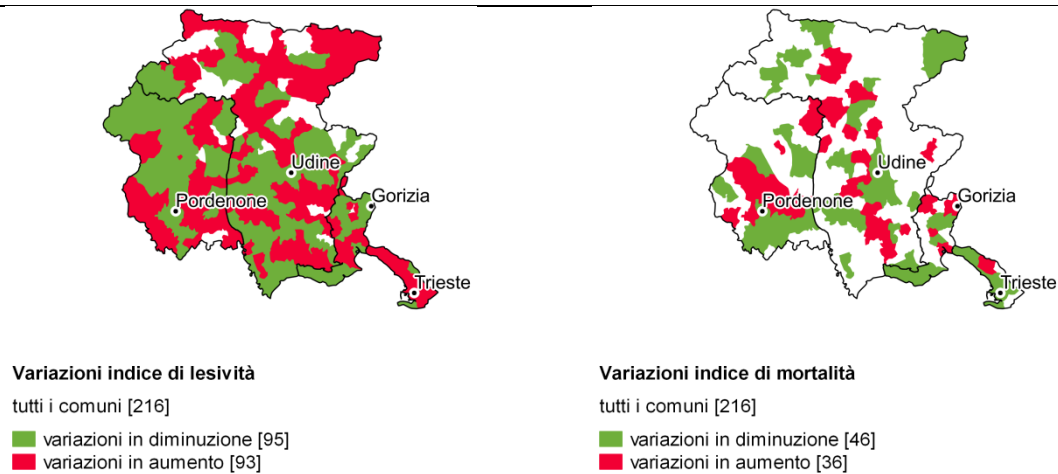 Udine
Pordenone
Gorizia
Trieste
Variazioni indice di lesività
tutti i comuni [216]
variazioni in diminuzione [95]
variazioni in aumento [93]
Udine
Pordenone
Gorizia
Trieste
Variazioni indice di mortalità
tutti i comuni [216]
variazioni in diminuzione [46]
variazioni in aumento [36]